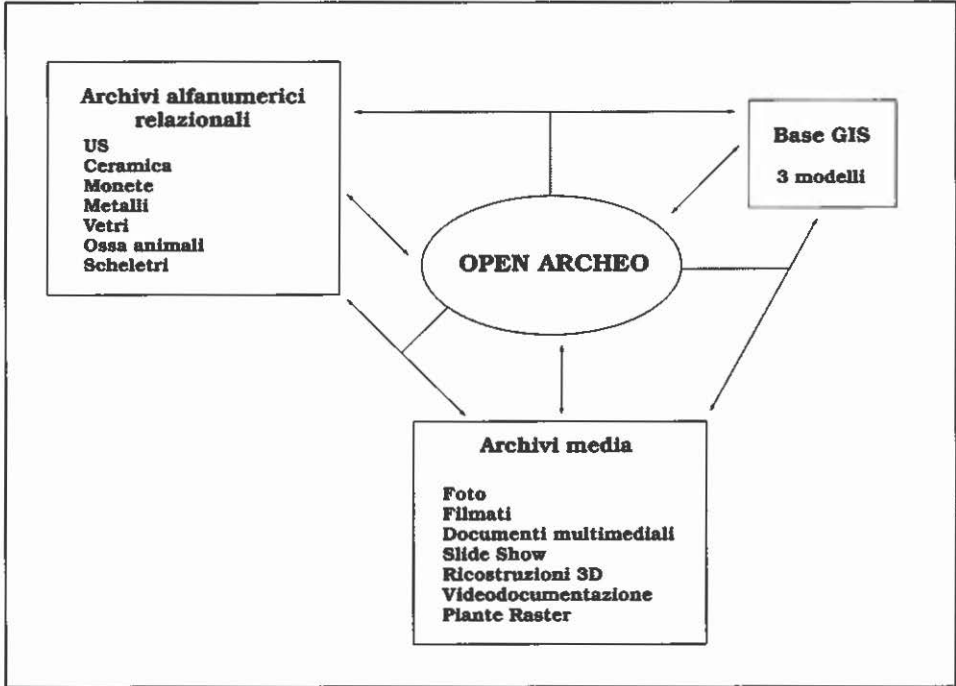 Archivi alfanumerici
relazionali
US
Ceramica
Monete
Metalli
Vetri
Ossa animali
Scheletri
Base GIS
3 modelli
OPEN ARCHEO
Archivi media
Foto
Filmati
Documenti multimediali
Slide Show
Ricostruzioni 3D
Videodocumentazione
Piante Raster